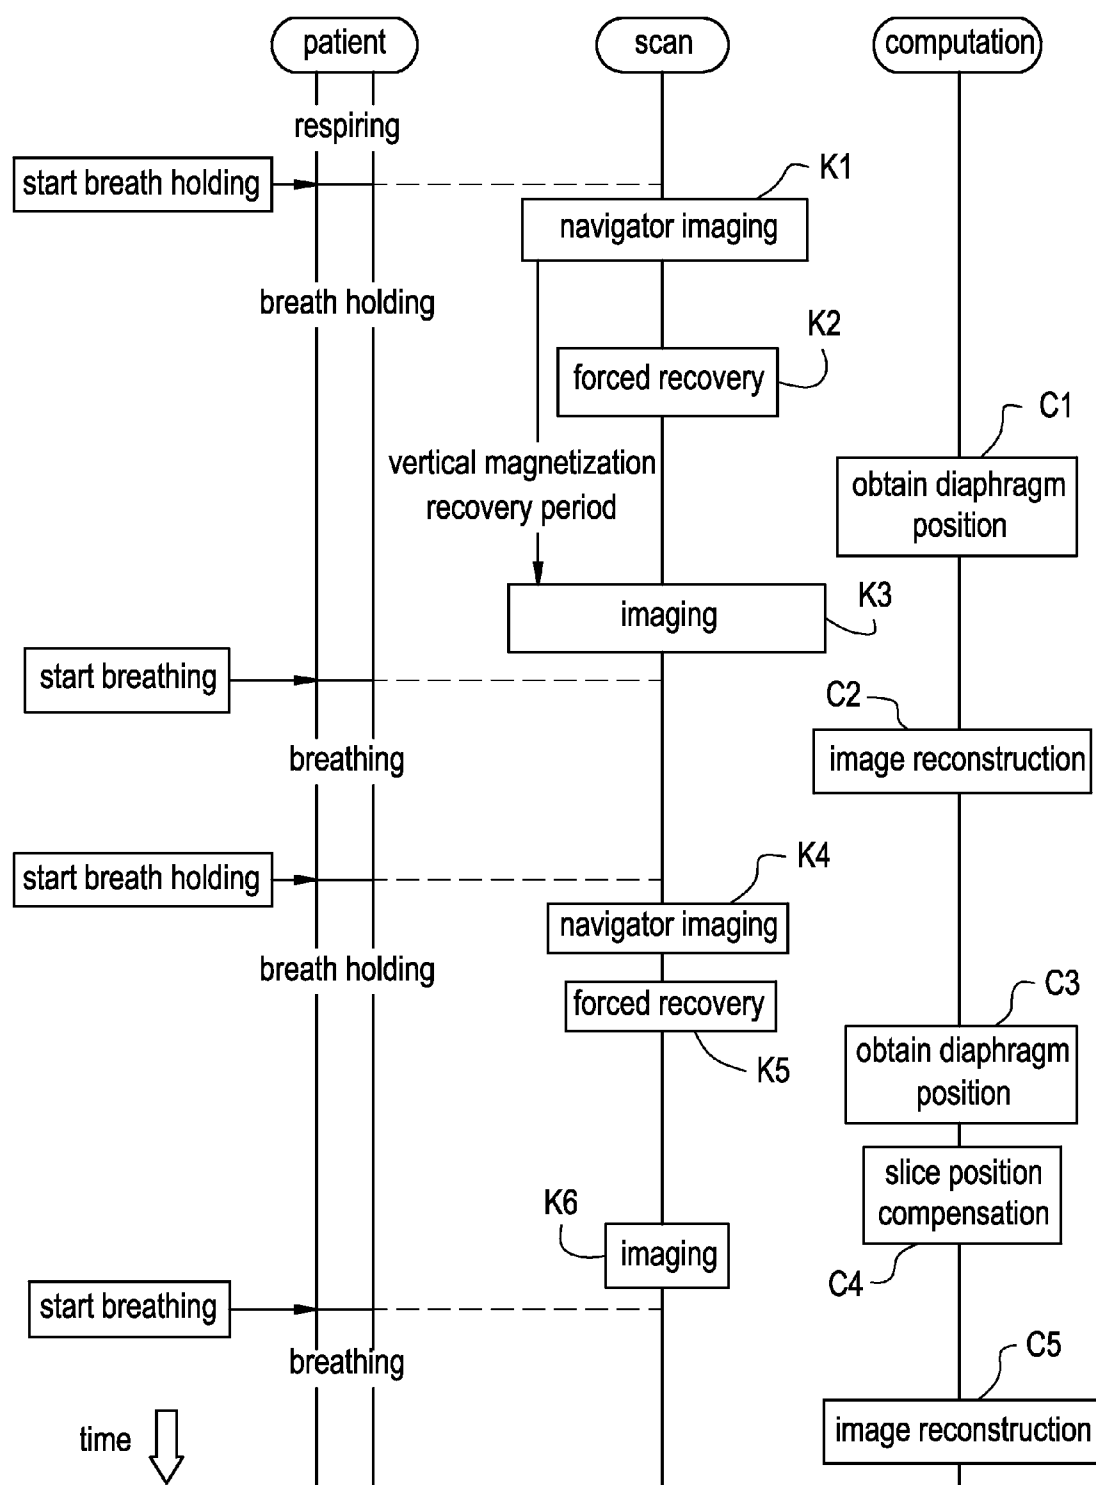 patient
scan
computation
respiring
start breath holding
K1
navigator imaging
breath holding
K2
forced recovery
C1
vertical magnetization
recovery period
obtain diaphragm
position
K3
imaging
start breathing
C2
breathing
image reconstruction
K4
start breath holding
navigator imaging
breath holding
C3
forced recovery
obtain diaphragm
position
K5
slice position
compensation
K6
imaging
C4
start breathing
C5
breathing
image reconstruction
time